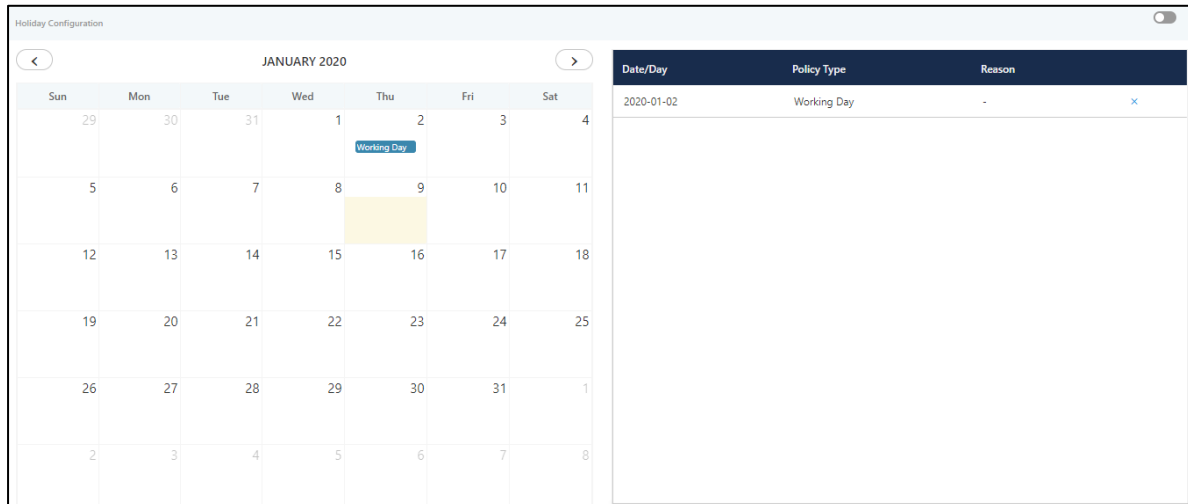 Holiday Configuration
JANUARY 2020
Sun Mon Tue Wed Thu Fri Sat
29 30 31 1 2 3 4
Working Day
5 6 7 8 9 10 11
12 13 14 15 16 17 18
19 20 21 22 23 24 25
26 27 28 29 30 31 1
2 3 4 5 6 7 8
Date/Day Policy Type Reason
2020-01-02 Working Day - ×